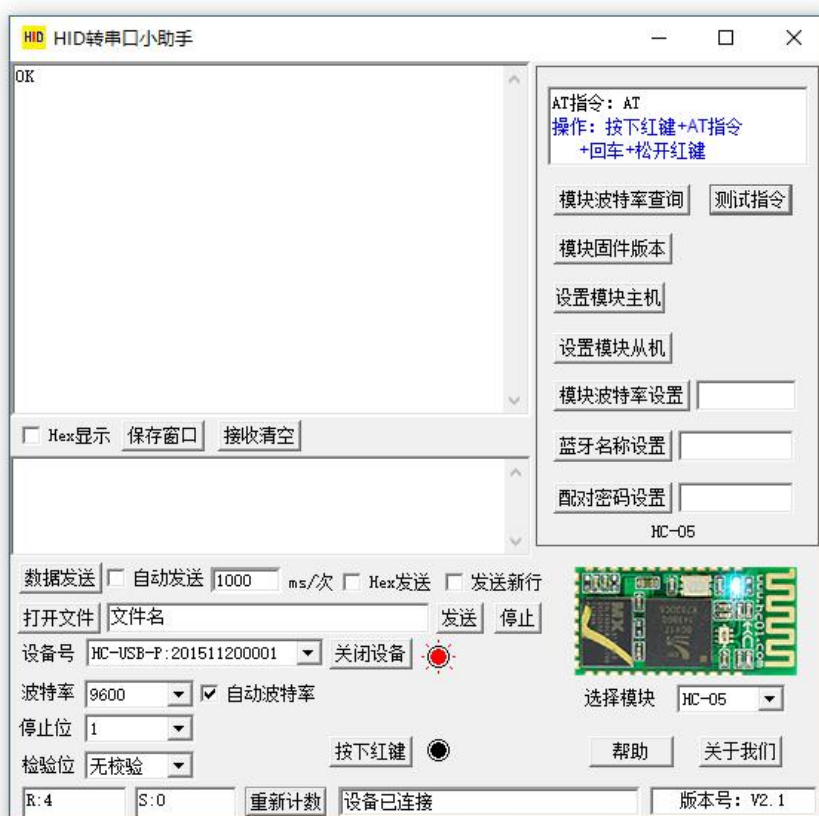 HID HID转串口小助手
OK
AT指令: AT
操作: 按下红键+AT指令
+回车+松开红键
模块波特率查询 测试指令
模块固件版本
设置模块主机
设置模块从机
模块波特率设置
蓝牙名称设置
配对密码设置
HC-05
Hex显示 保存窗口 接收清空
数据发送 自动发送 1000 ms/次 Hex发送 发送新行
打开文件 文件名 发送 停止
设备号 HC-USB-P:201511200001 关闭设备
波特率 9600 自动波特率
停止位 1
检验位 无校验
按下红键
选择模块 HC-05
帮助 关于我们
R:4 S:0 重新计数 设备已连接 版本号: V2.1